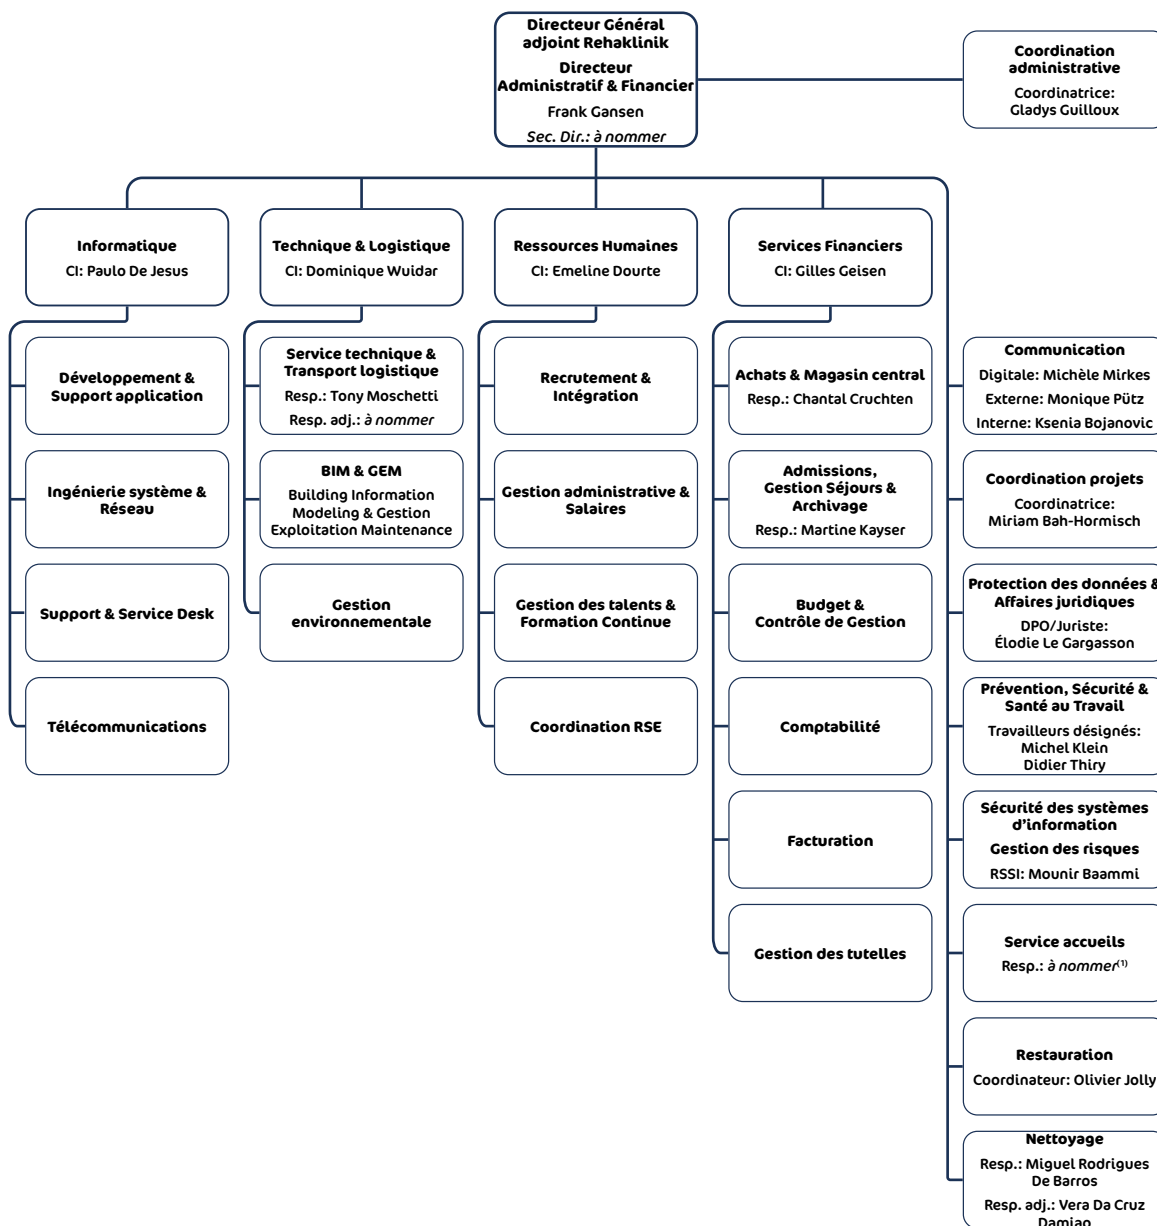 Directeur Général
adjoint Rehaklinik
Directeur
Administratif & Financier
Frank Gansen
Sec. Dir.: à nommer
Coordination
administrative
Coordinatrice:
Gladys Guilloux
Informatique
CI: Paulo De Jesus
Technique & Logistique
CI: Dominique Wuidar
Ressources Humaines
CI: Emeline Dourte
Services Financiers
CI: Gilles Geisen
Développement &
Support application
Ingénierie système &
Réseau
Support & Service Desk
Télécommunications
Service technique &
Transport logistique
Resp.: Tony Moschetti
Resp. adj.: à nommer
BIM & GEM
Building Information
Modeling & Gestion
Exploitation Maintenance
Gestion
environnementale
Recrutement &
Intégration
Gestion administrative &
Salaires
Gestion des talents &
Formation Continue
Coordination RSE
Achats & Magasin central
Resp.: Chantal Cruchten
Admissions,
Gestion Séjours &
Archivage
Resp.: Martine Kayser
Budget &
Contrôle de Gestion
Comptabilité
Facturation
Gestion des tutelles
Communication
Digitale: Michèle Mirkes
Externe: Monique Pütz
Interne: Ksenia Bojanovic
Coordination projets
Coordinatrice:
Miriam Bah-Hormisch
Protection des données &
Affaires juridiques
DPO/Juriste:
Élodie Le Gargasson
Prévention, Sécurité &
Santé au Travail
Travailleurs désignés:
Michel Klein
Didier Thiry
Sécurité des systèmes
d’information
Gestion des risques
RSSI: Mounir Baammi
Service accueils
Resp.: à nommer⁽¹⁾
Restauration
Coordinateur: Olivier Jolly
Nettoyage
Resp.: Miguel Rodrigues
De Barros
Resp. adj.: Vera Da Cruz
Damiao